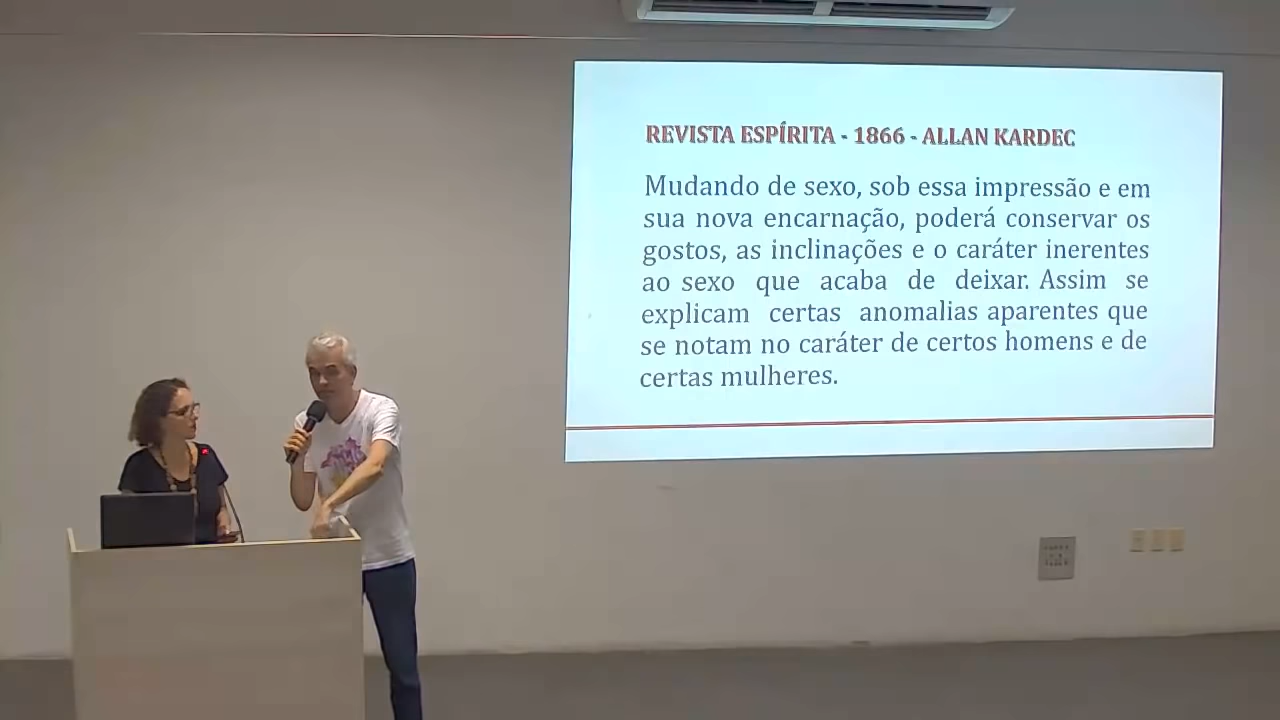 REVISTA ESPÍRITA - 1866 - ALLAN KARDEC
Mudando de sexo, sob essa impressão e em
sua nova encarnação, poderá conservar os
gostos, as inclinações e o caráter inerentes
ao sexo que acaba de deixar. Assim se
explicam certas anomalias aparentes que
se notam no caráter de certos homens e de
certas mulheres.